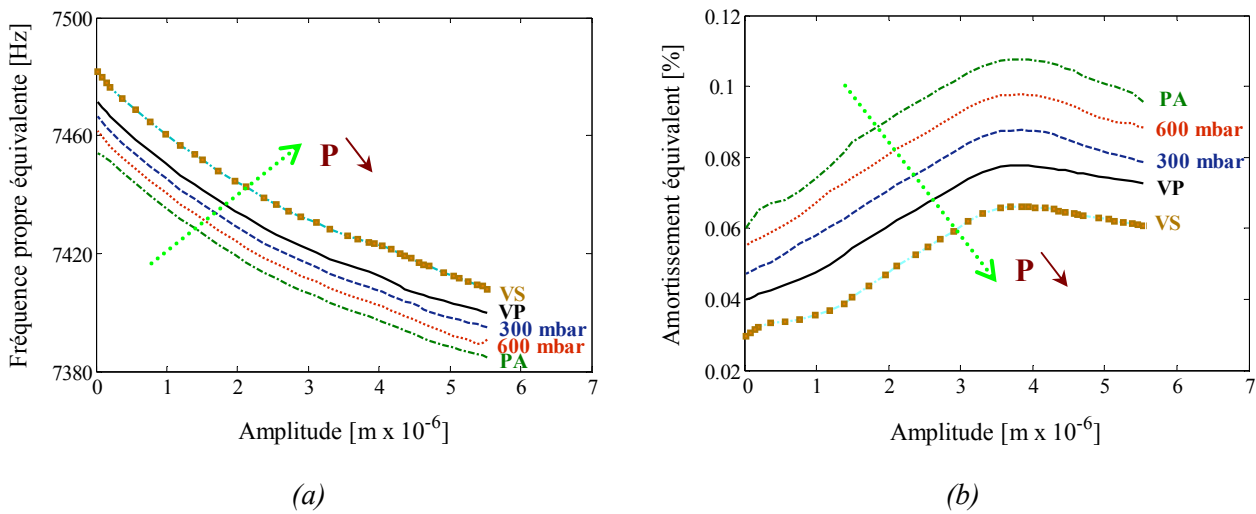 Fréquence propre équivalente [Hz]
7500
7460
7420
7380
0 1 2 3 4 5 6 7
Amplitude [m x 10-6]
P
VS
VP
300 mbar
600 mbar
PA
(a)
Amortissement équivalent [%]
0.12
0.1
0.08
0.06
0.04
0.02
0 1 2 3 4 5 6 7
Amplitude [m x 10-6]
PA
600 mbar
300 mbar
VP
VS
P
(b)